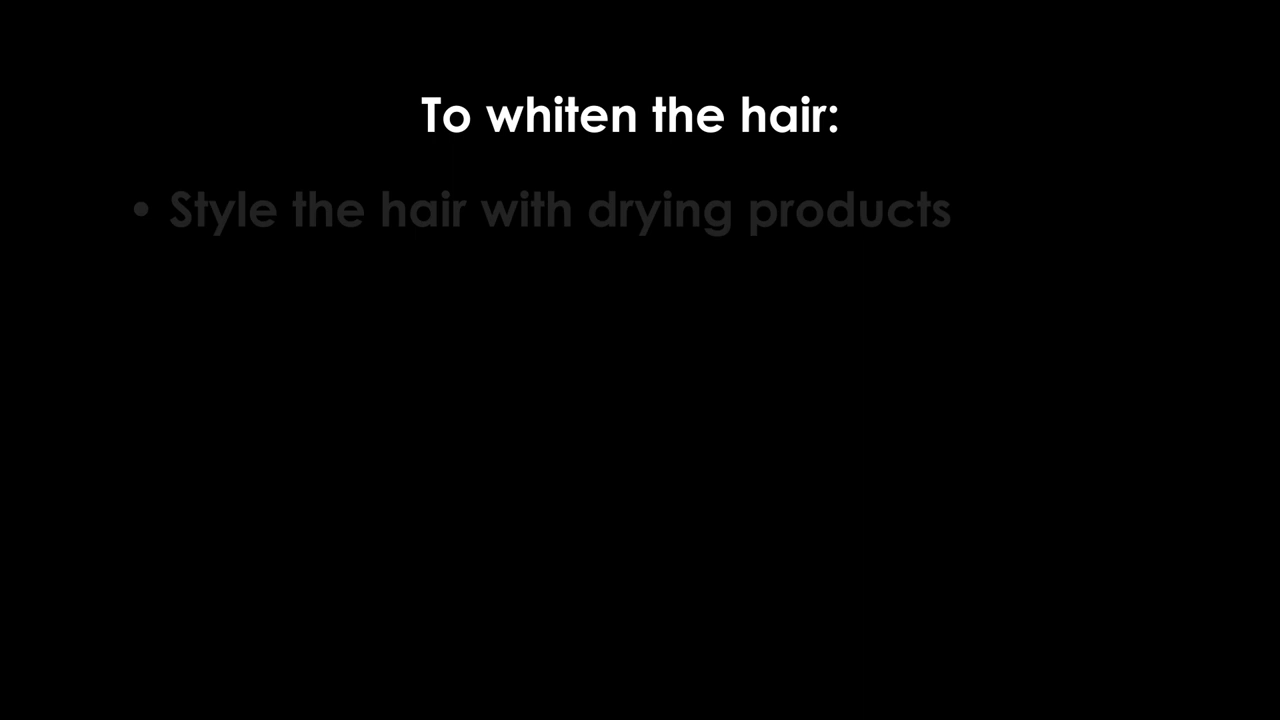 To whiten the hair:
• Style the hair with drying products